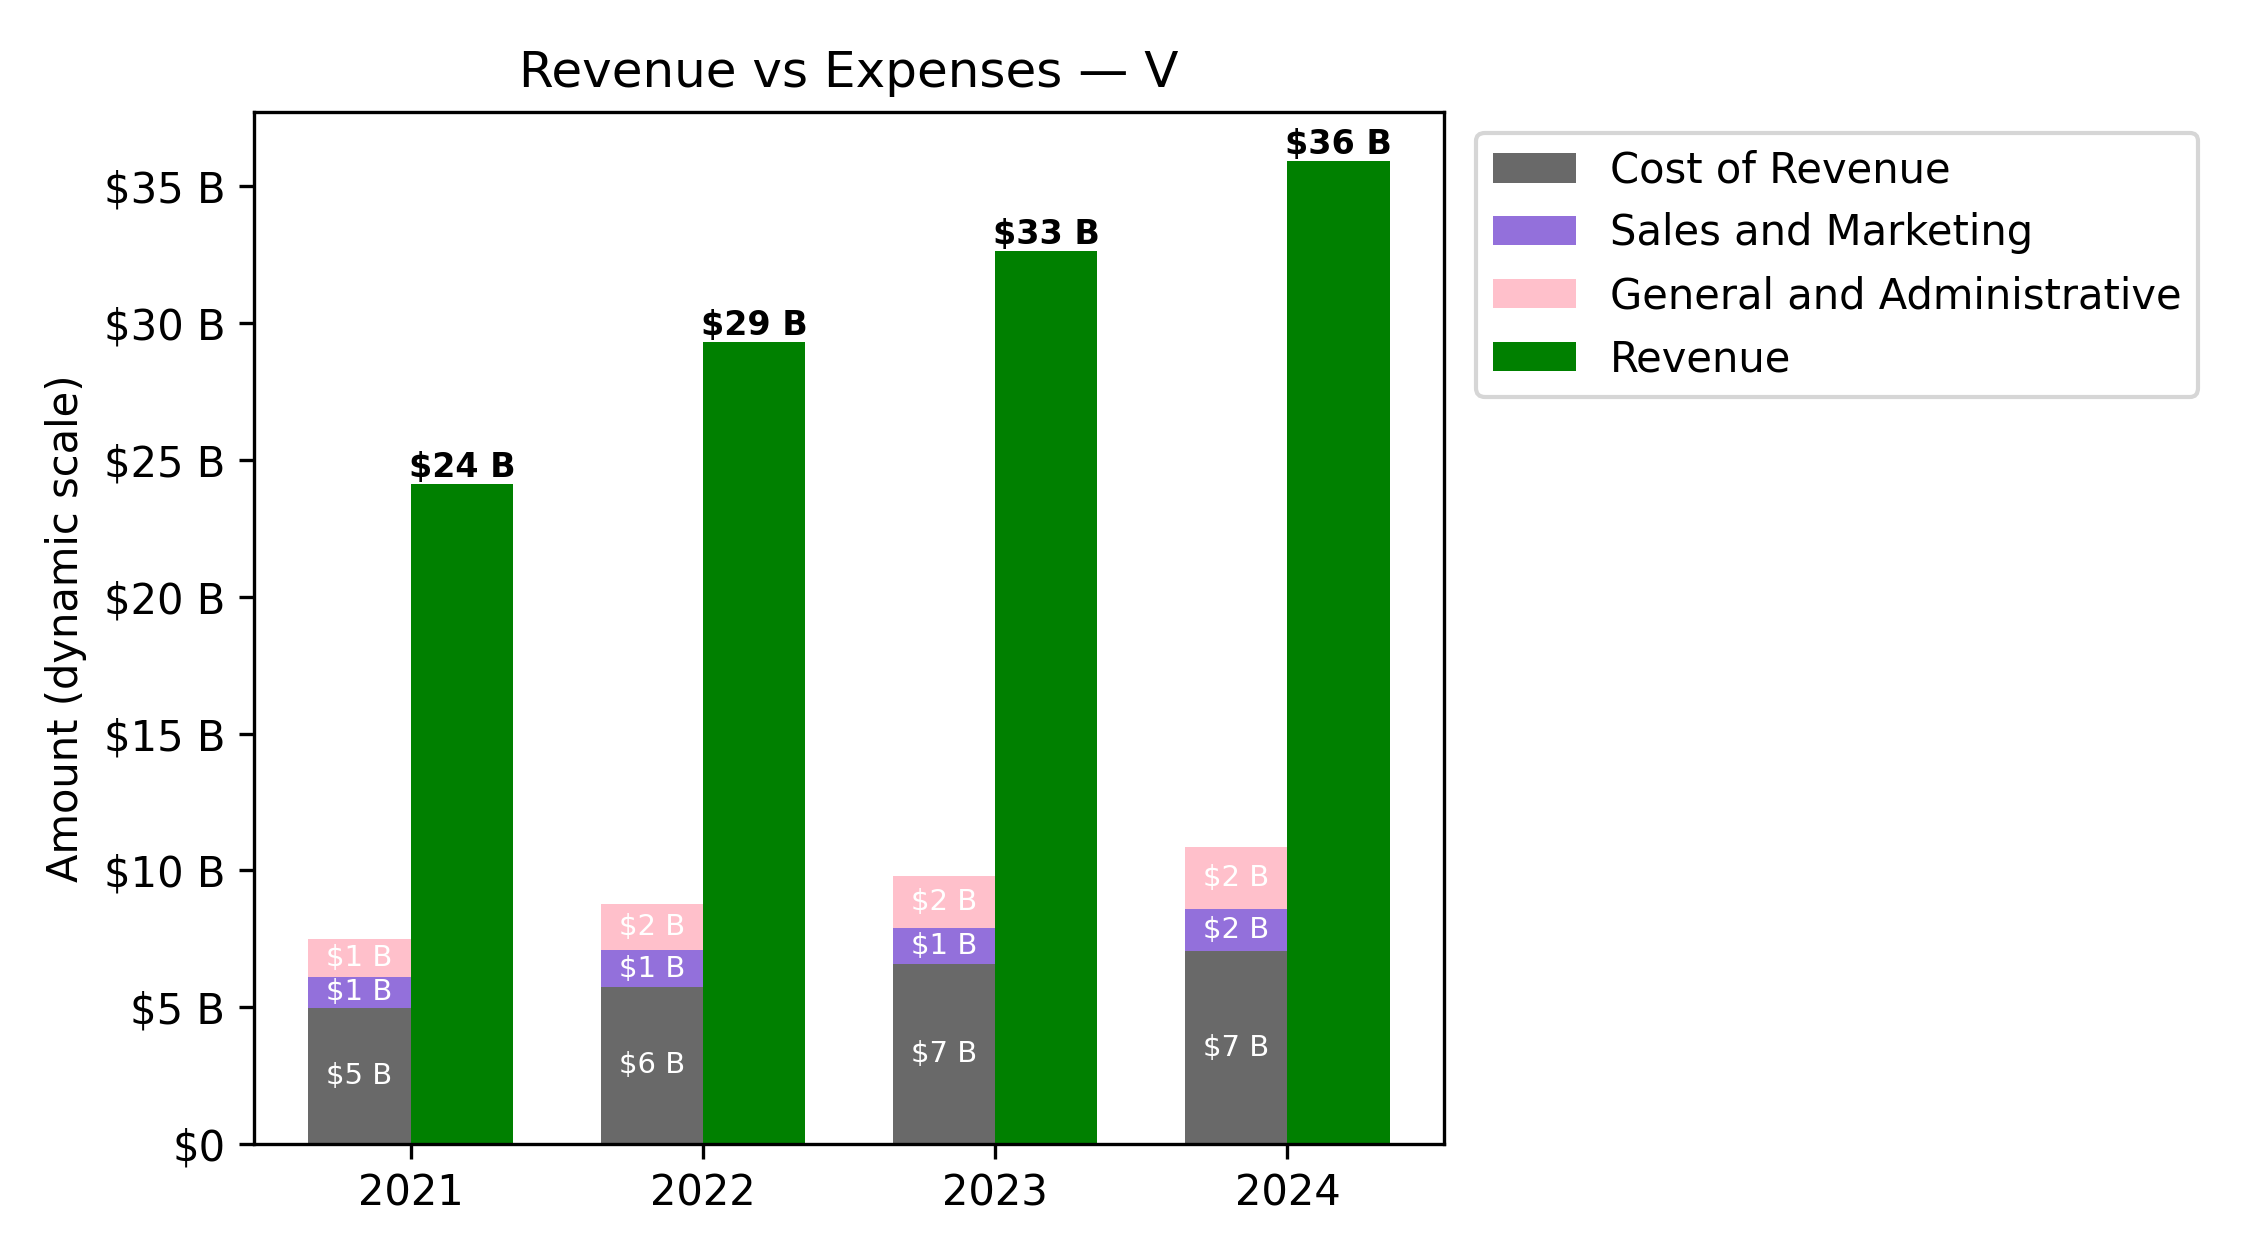 Revenue vs Expenses — V
Amount (dynamic scale)
$35 B
$30 B
$25 B
$20 B
$15 B
$10 B
$5 B
$0
$24 B
$29 B
$33 B
$36 B
$1 B
$1 B
$5 B
$2 B
$1 B
$6 B
$2 B
$1 B
$7 B
$2 B
$2 B
$7 B
2021
2022
2023
2024
Cost of Revenue
Sales and Marketing
General and Administrative
Revenue